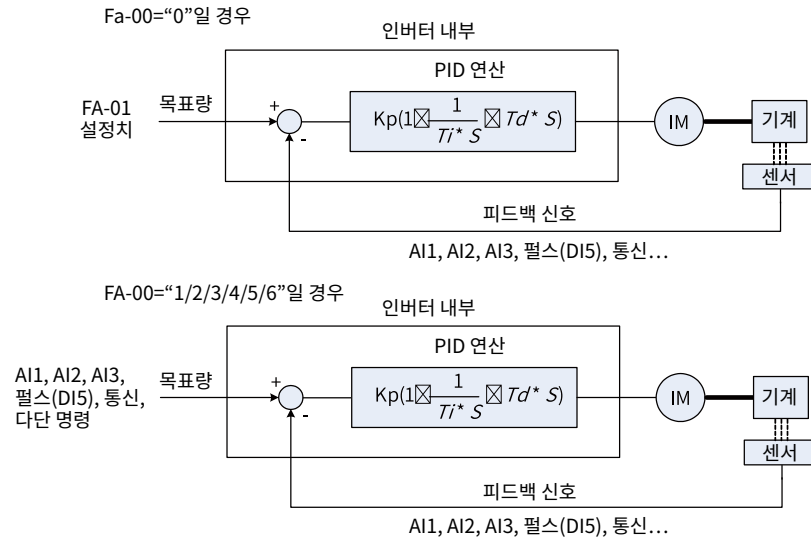 Fa-00=“0”일 경우
인버터 내부
PID 연산
FA-01
설정치
목표량
+
-
Kp(1☒ 1/Ti* S ☒ Td* S)
IM
기계
센서
피드백 신호
AI1, AI2, AI3, 펄스(DI5), 통신…
FA-00=“1/2/3/4/5/6”일 경우
인버터 내부
PID 연산
AI1, AI2, AI3,
펄스(DI5), 통신,
다단 명령
목표량
+
-
Kp(1☒ 1/Ti* S ☒ Td* S)
IM
기계
센서
피드백 신호
AI1, AI2, AI3, 펄스(DI5), 통신…